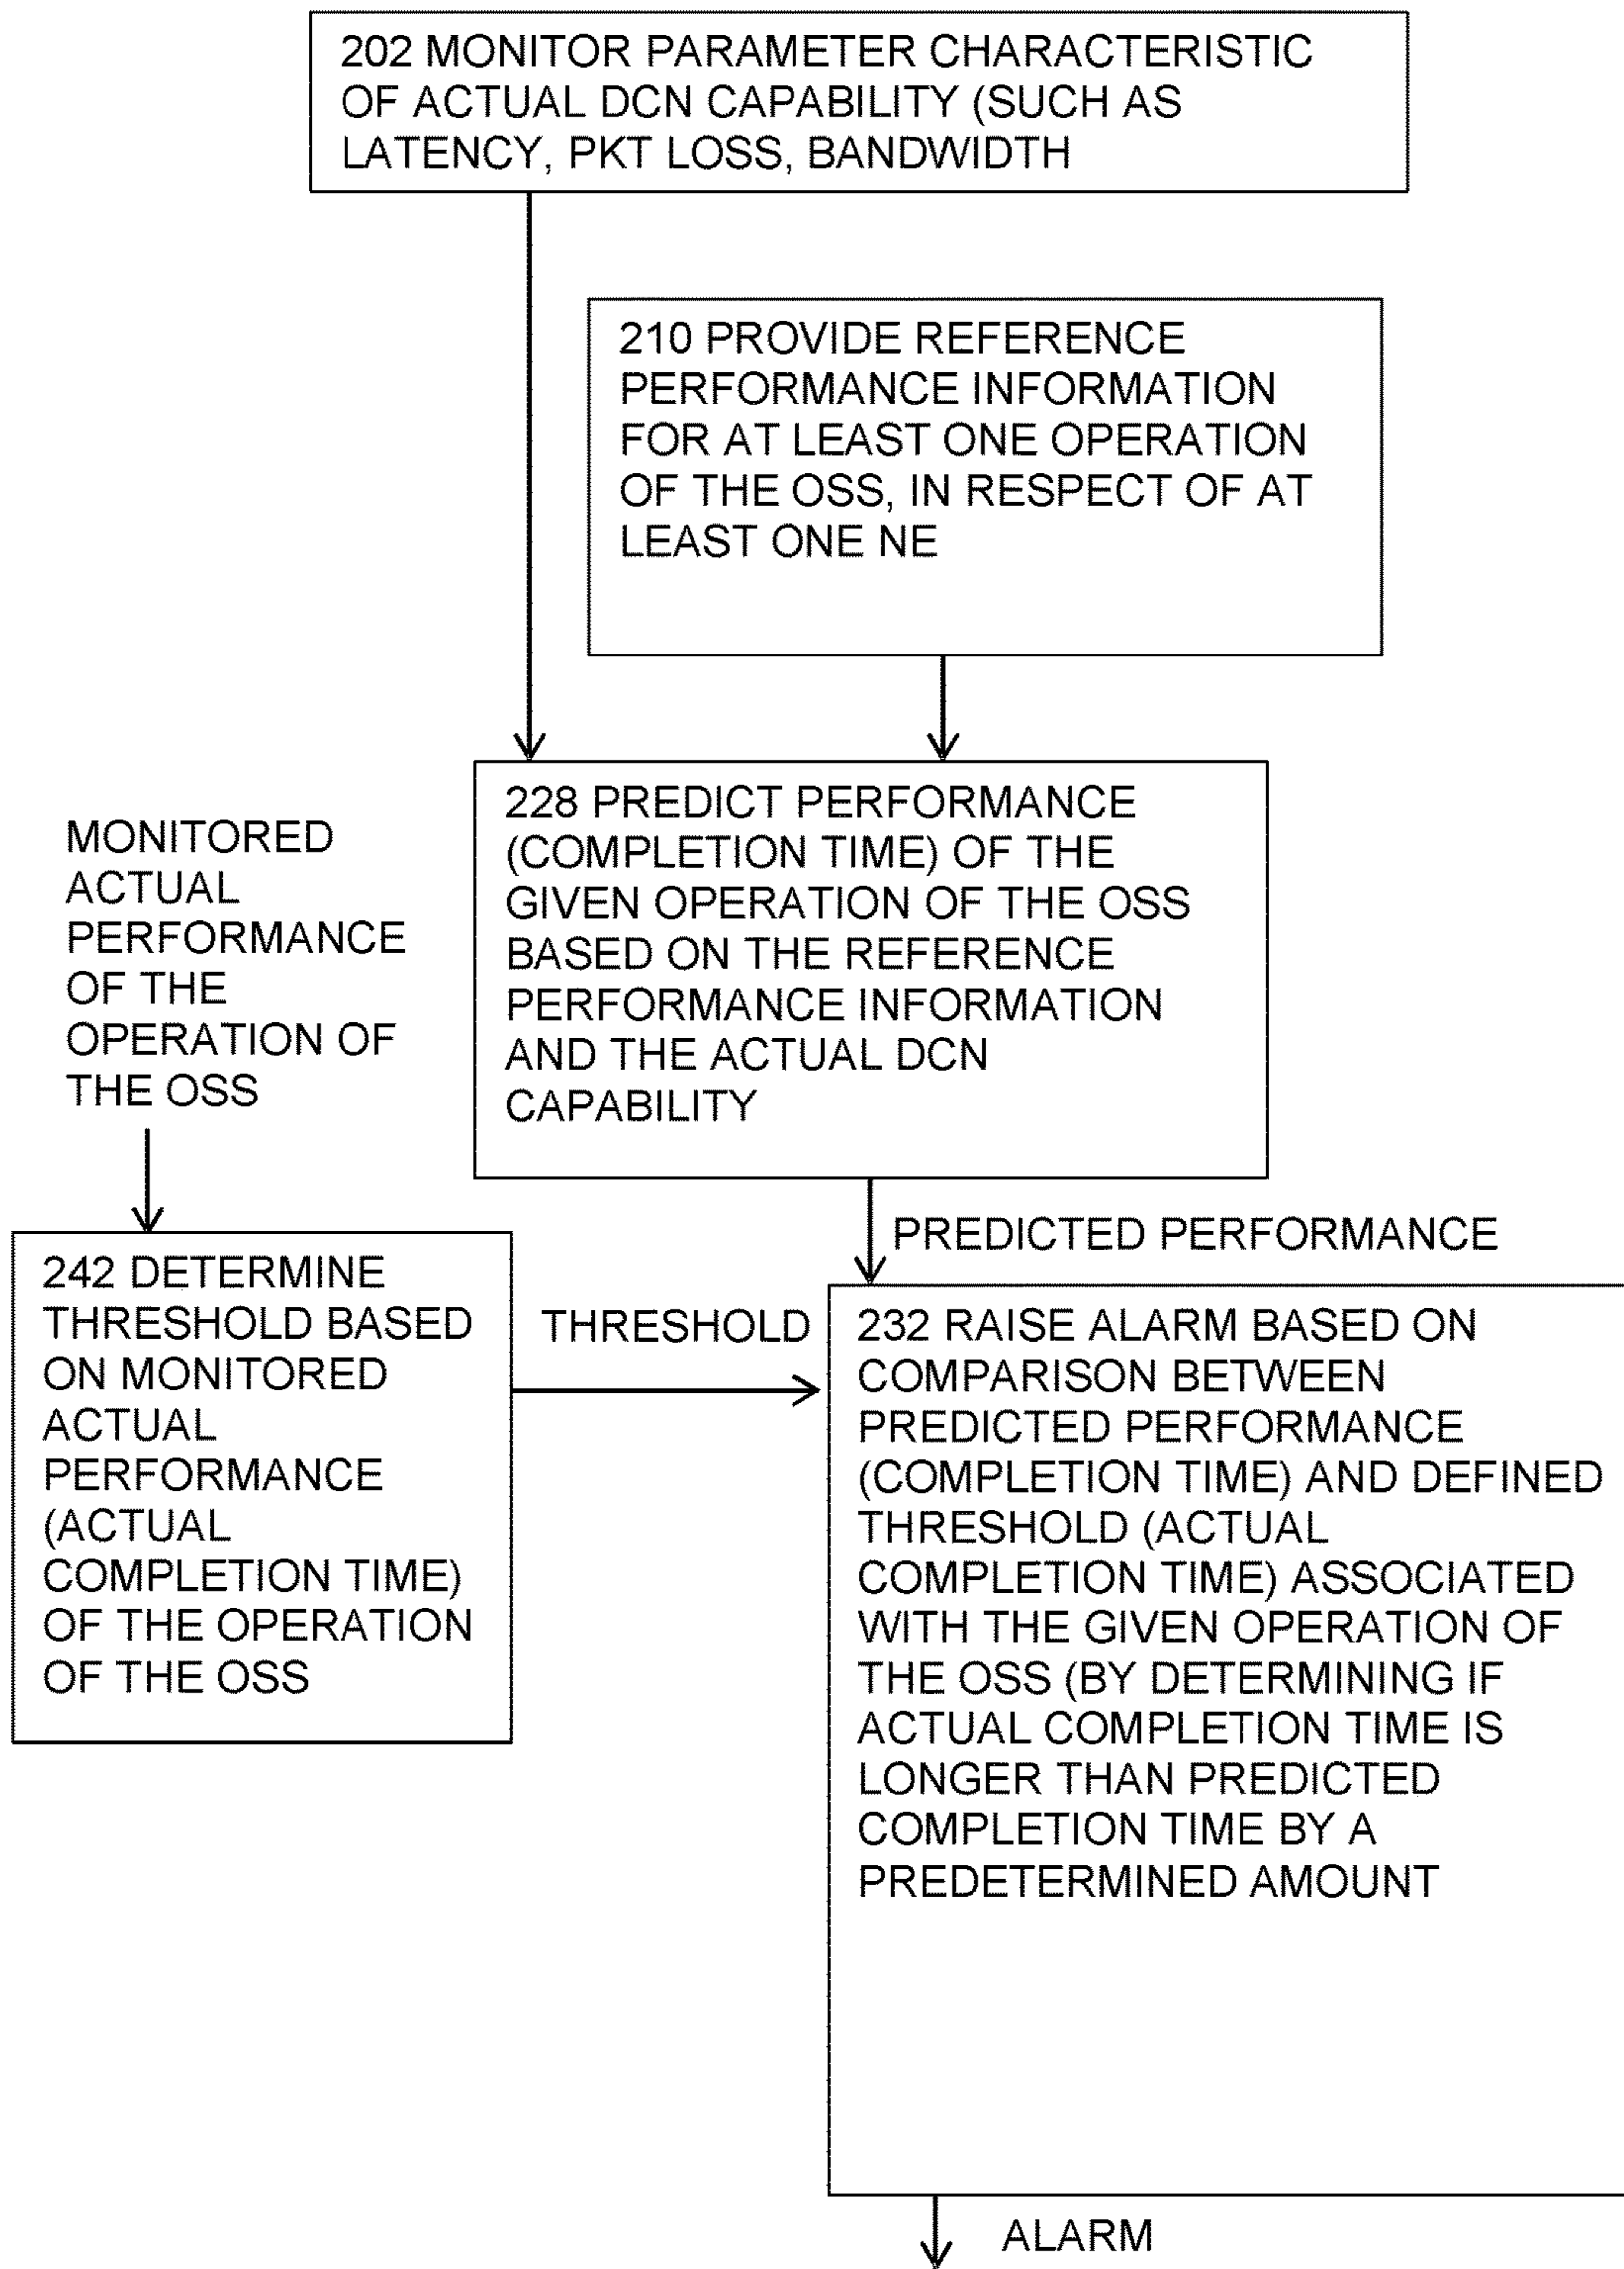 202 MONITOR PARAMETER CHARACTERISTIC
OF ACTUAL DCN CAPABILITY (SUCH AS
LATENCY, PKT LOSS, BANDWIDTH
210 PROVIDE REFERENCE
PERFORMANCE INFORMATION
FOR AT LEAST ONE OPERATION
OF THE OSS, IN RESPECT OF AT
LEAST ONE NE
228 PREDICT PERFORMANCE
(COMPLETION TIME) OF THE
GIVEN OPERATION OF THE OSS
BASED ON THE REFERENCE
PERFORMANCE INFORMATION
AND THE ACTUAL DCN
CAPABILITY
MONITORED
ACTUAL
PERFORMANCE
OF THE
OPERATION OF
THE OSS
PREDICTED PERFORMANCE
242 DETERMINE
THRESHOLD BASED
ON MONITORED
ACTUAL
PERFORMANCE
(ACTUAL
COMPLETION TIME)
OF THE OPERATION
OF THE OSS
THRESHOLD
232 RAISE ALARM BASED ON
COMPARISON BETWEEN
PREDICTED PERFORMANCE
(COMPLETION TIME) AND DEFINED
THRESHOLD (ACTUAL
COMPLETION TIME) ASSOCIATED
WITH THE GIVEN OPERATION OF
THE OSS (BY DETERMINING IF
ACTUAL COMPLETION TIME IS
LONGER THAN PREDICTED
COMPLETION TIME BY A
PREDETERMINED AMOUNT
ALARM